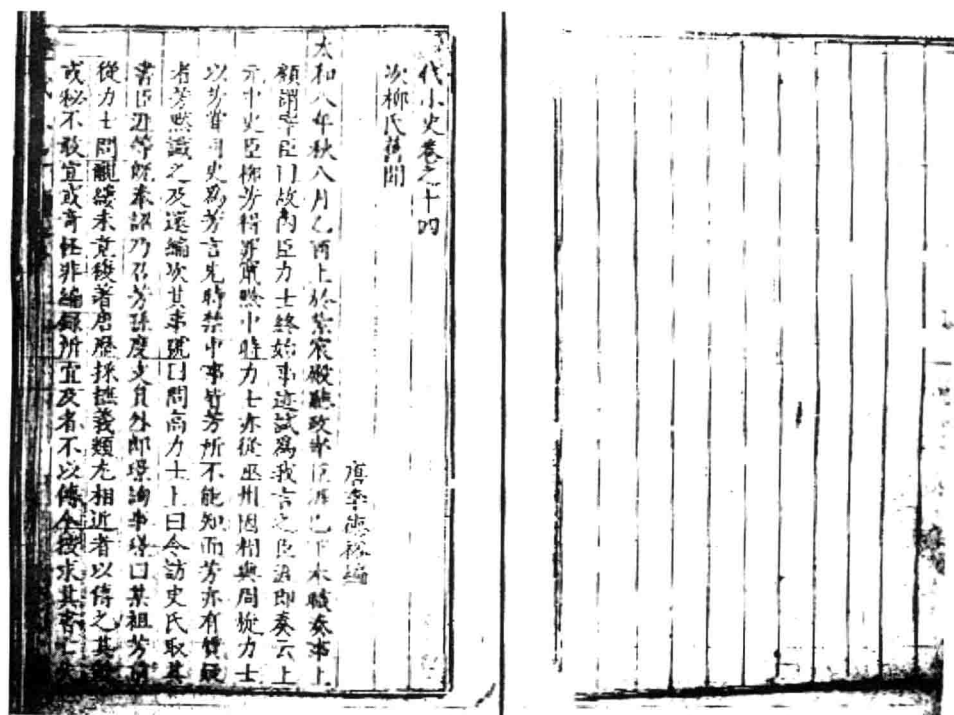 代小史卷之十四
次柳氏舊聞
唐李德裕編
太和八年秋八月乙酉上於紫宸殿聽政宰臣涯已下奉職奏事上
顧謂宰臣曰故內臣力士終始事迹試爲我言之臣涯即奏云上
元中史臣柳芳得罪竄黔中時力士亦從巫州因相與周旋力士
以芳嘗司史爲芳言先時禁中事皆芳所不能知而芳亦有質疑
者芳默識之及還編次其事號曰問高力士上曰令訪史氏取其
書臣涯等既奉詔乃召芳孫度支員外郎璟詢事璟曰某祖芳前
從力士問覼縷未竟復著唐歷採摭義類尤相近者以傳之其餘
或秘不敢宣或奇怪非編錄所宜及者不以傳今按求其書亡失